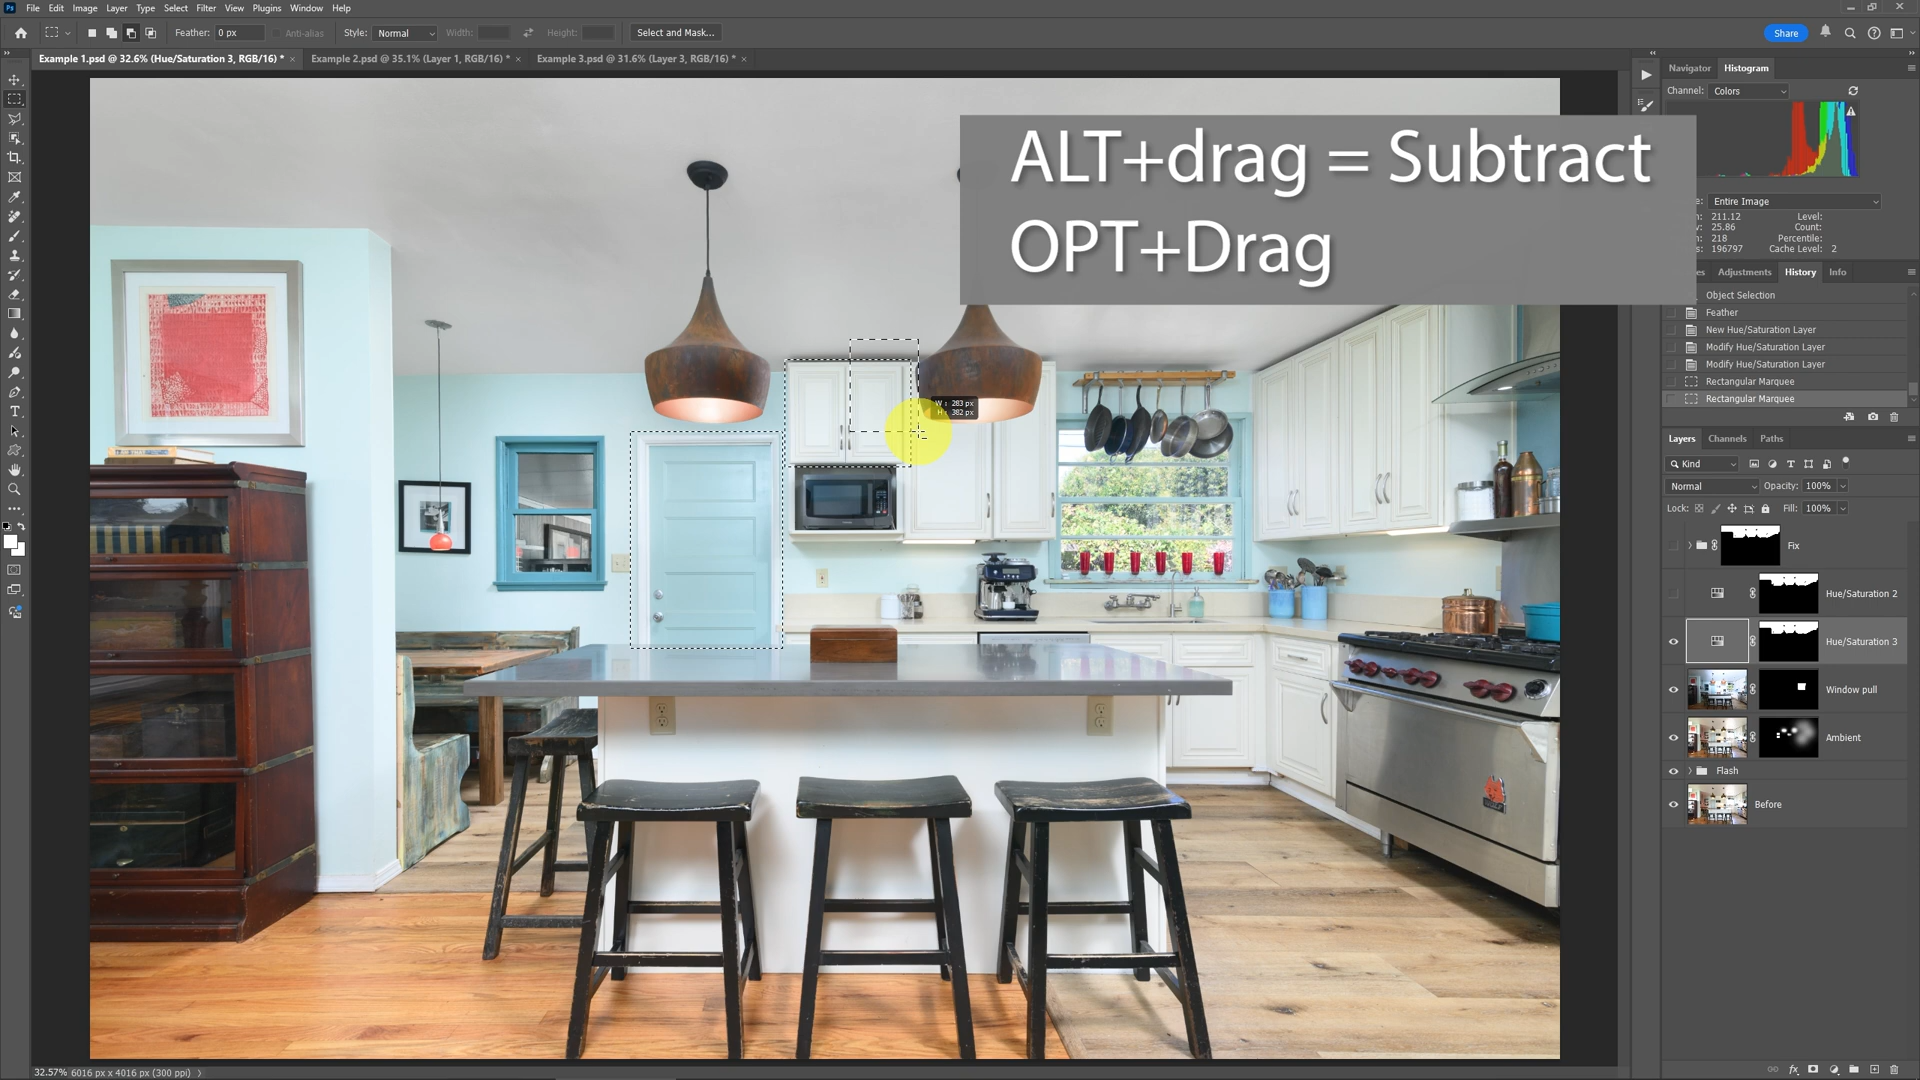 Ps File Edit Image Layer Type Select Filter View Plugins Window Help
Feather: 0 px Anti-alias Style: Normal Width: Height: Select and Mask... Share
Example 1.psd @ 32.6% (Hue/Saturation 3, RGB/16) * × Example 2.psd @ 35.1% (Layer 1, RGB/16) * × Example 3.psd @ 31.6% (Layer 3, RGB/16) * ×
Navigator Histogram
Channel: Colors
ALT+drag = Subtract
OPT+Drag
Entire Image
211.12 Level:
25.86 Count:
218 Percentile:
196797 Cache Level: 2
Adjustments History Info
Object Selection
Feather
New Hue/Saturation Layer
Modify Hue/Saturation Layer
Modify Hue/Saturation Layer
Rectangular Marquee
Rectangular Marquee
W: 283 px
H: 382 px
Layers Channels Paths
Kind
Normal Opacity: 100%
Lock: Fill: 100%
Fix
Hue/Saturation 2
Hue/Saturation 3
Window pull
Ambient
Flash
Before
32.57% 6016 px x 4016 px (300 ppi)